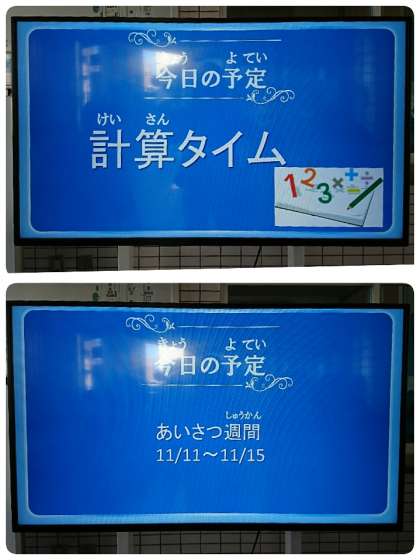 きょう よてい
今日の予定
けい さん
計算タイム
123×+÷=
きょう よてい
今日の予定
しゅうかん
あいさつ週間
11/11～11/15